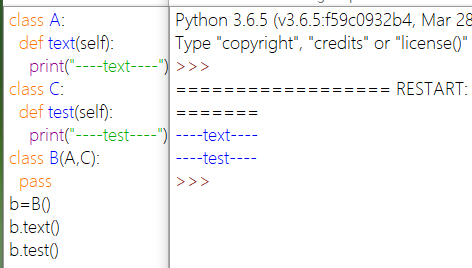 class A:
  def text(self):
    print("----text----")
class C:
  def test(self):
    print("----test----")
class B(A,C):
  pass
b=B()
b.text()
b.test()
Python 3.6.5 (v3.6.5:f59c0932b4, Mar 28
Type "copyright", "credits" or "license()"
>>>
================== RESTART:
=======
----text----
----test----
>>>